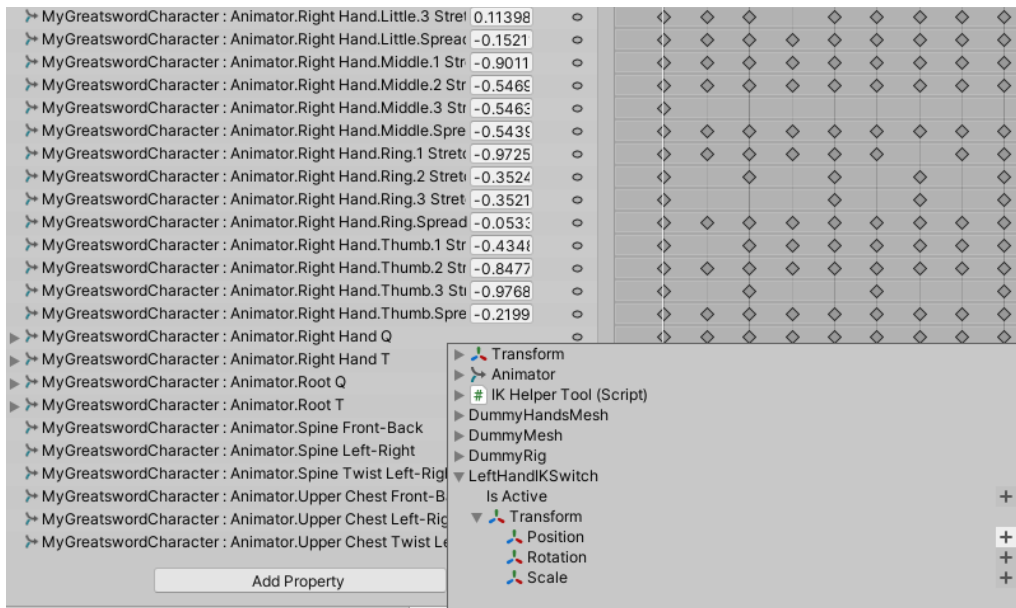 MyGreatswordCharacter : Animator.Right Hand.Little.3 Stret 0.11398
MyGreatswordCharacter : Animator.Right Hand.Little.Spread -0.1521
MyGreatswordCharacter : Animator.Right Hand.Middle.1 Str -0.9011
MyGreatswordCharacter : Animator.Right Hand.Middle.2 Str -0.5469
MyGreatswordCharacter : Animator.Right Hand.Middle.3 Str -0.5463
MyGreatswordCharacter : Animator.Right Hand.Middle.Spre -0.5439
MyGreatswordCharacter : Animator.Right Hand.Ring.1 Stretc -0.9725
MyGreatswordCharacter : Animator.Right Hand.Ring.2 Stret -0.3524
MyGreatswordCharacter : Animator.Right Hand.Ring.3 Stret -0.3521
MyGreatswordCharacter : Animator.Right Hand.Ring.Spread -0.0533
MyGreatswordCharacter : Animator.Right Hand.Thumb.1 Str -0.4348
MyGreatswordCharacter : Animator.Right Hand.Thumb.2 Str -0.8477
MyGreatswordCharacter : Animator.Right Hand.Thumb.3 Str -0.9768
MyGreatswordCharacter : Animator.Right Hand.Thumb.Spre -0.2199
MyGreatswordCharacter : Animator.Right Hand Q
MyGreatswordCharacter : Animator.Right Hand T
MyGreatswordCharacter : Animator.Root Q
MyGreatswordCharacter : Animator.Root T
MyGreatswordCharacter : Animator.Spine Front-Back
MyGreatswordCharacter : Animator.Spine Left-Right
MyGreatswordCharacter : Animator.Spine Twist Left-Righ
MyGreatswordCharacter : Animator.Upper Chest Front-B
MyGreatswordCharacter : Animator.Upper Chest Left-Rig
MyGreatswordCharacter : Animator.Upper Chest Twist Le
Add Property
Transform
Animator
# IK Helper Tool (Script)
DummyHandsMesh
DummyMesh
DummyRig
LeftHandIKSwitch
Is Active +
Transform
Position +
Rotation +
Scale +